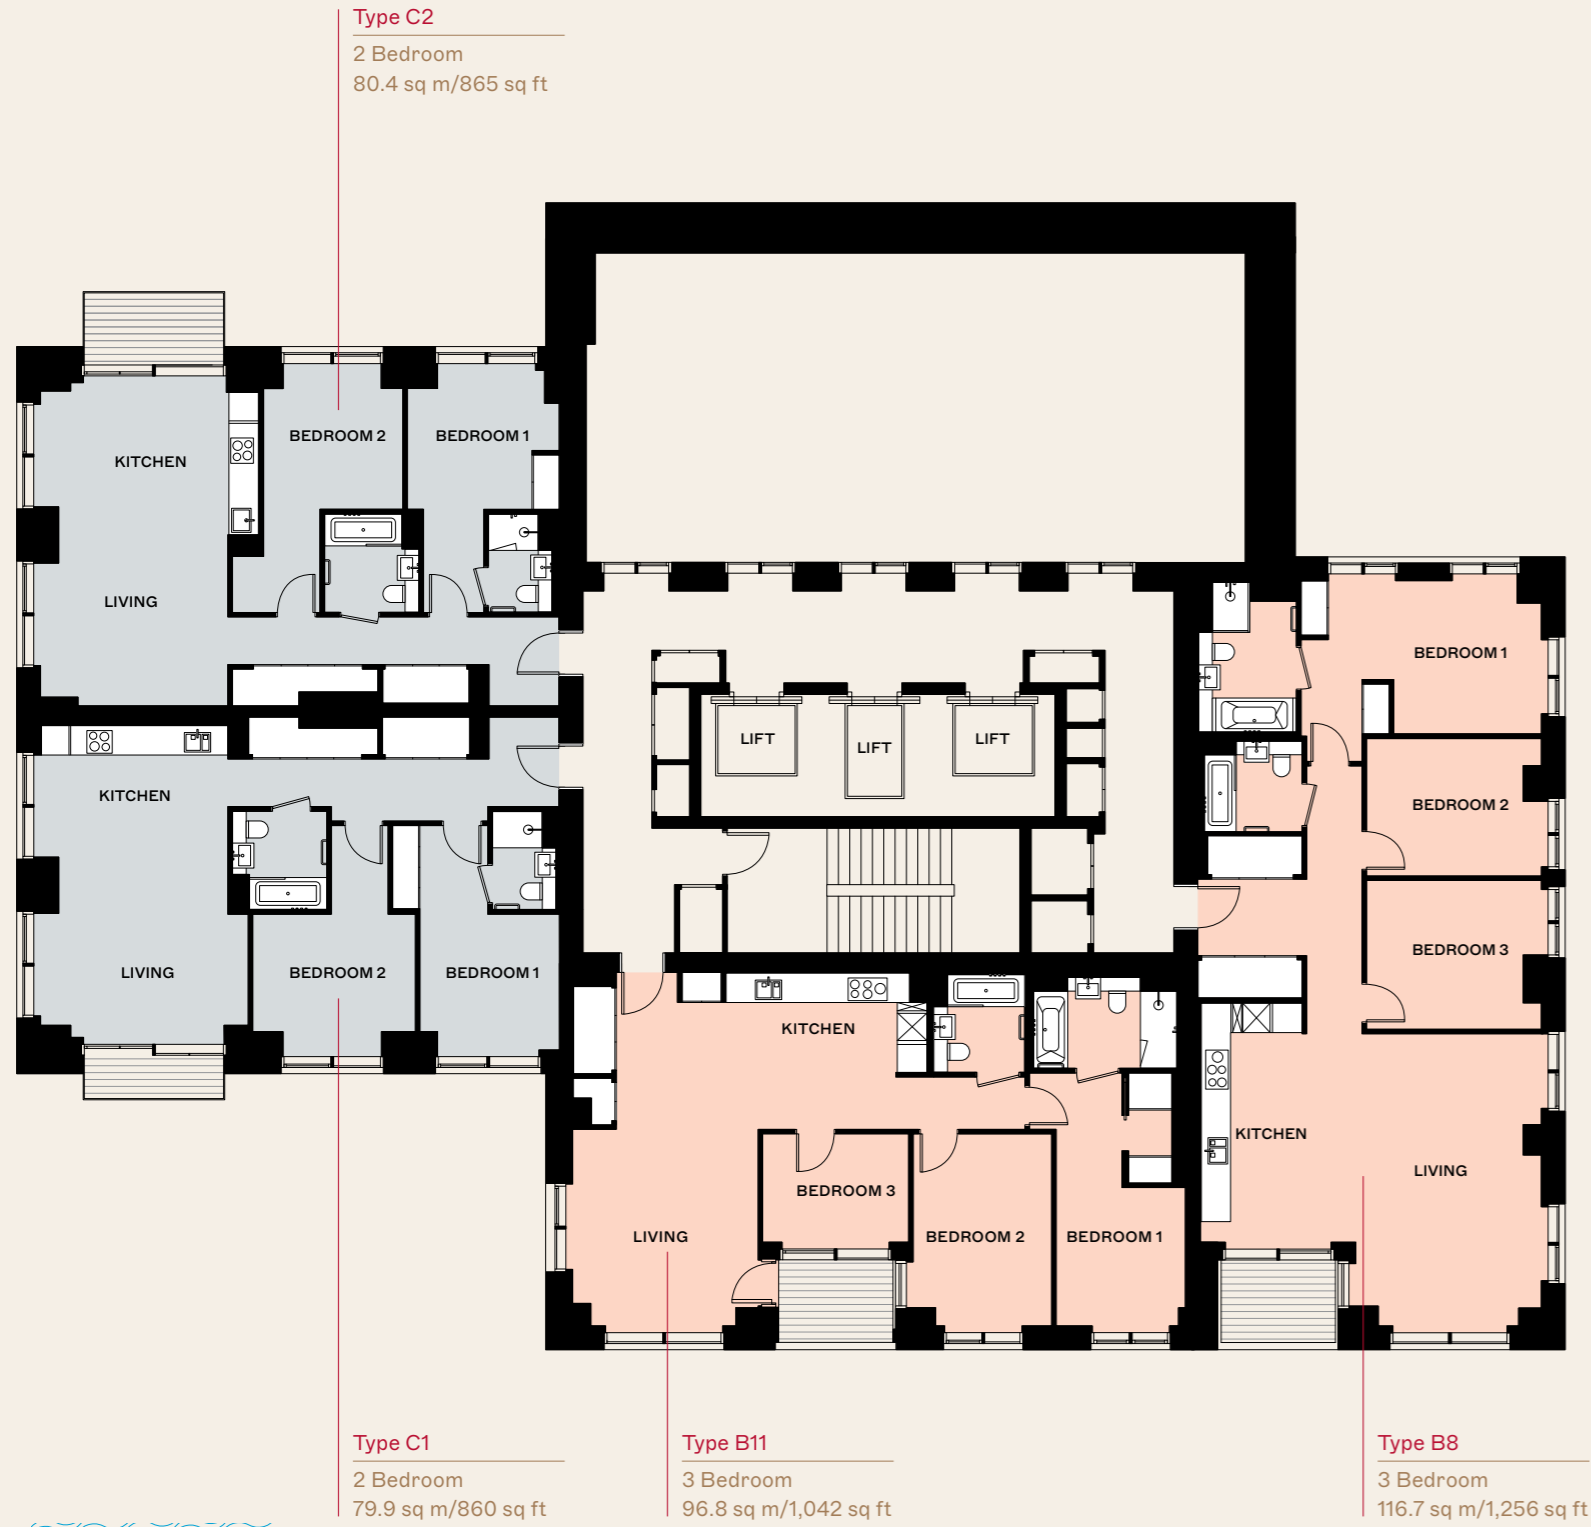 Type C2
2 Bedroom
80.4 sq m/865 sq ft
BEDROOM 2
BEDROOM 1
KITCHEN
LIVING
BEDROOM 1
LIFT
LIFT
LIFT
KITCHEN
BEDROOM 2
BEDROOM 3
LIVING
BEDROOM 2
BEDROOM 1
KITCHEN
KITCHEN
LIVING
BEDROOM 3
LIVING
BEDROOM 2
BEDROOM 1
Type C1
2 Bedroom
79.9 sq m/860 sq ft
Type B11
3 Bedroom
96.8 sq m/1,042 sq ft
Type B8
3 Bedroom
116.7 sq m/1,256 sq ft